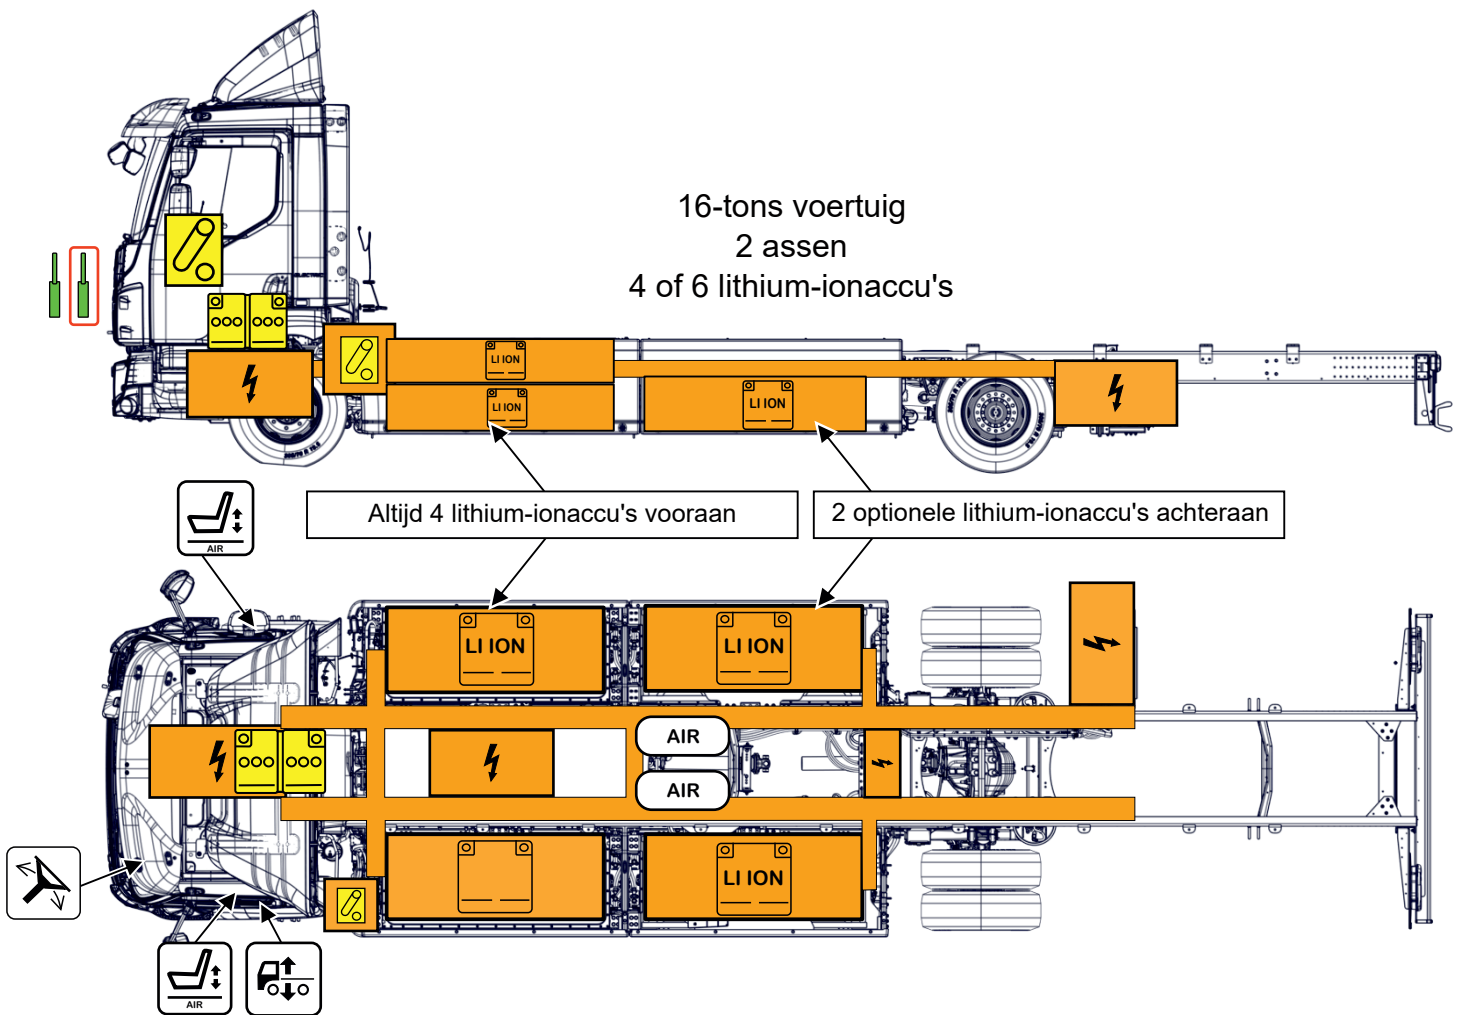 16-tons voertuig
2 assen
4 of 6 lithium-ionaccu's
ELECTRIC
LI ION
LI ION
LI ION
Altijd 4 lithium-ionaccu's vooraan
2 optionele lithium-ionaccu's achteraan
AIR
LI ION
LI ION
AIR
AIR
LI ION
AIR